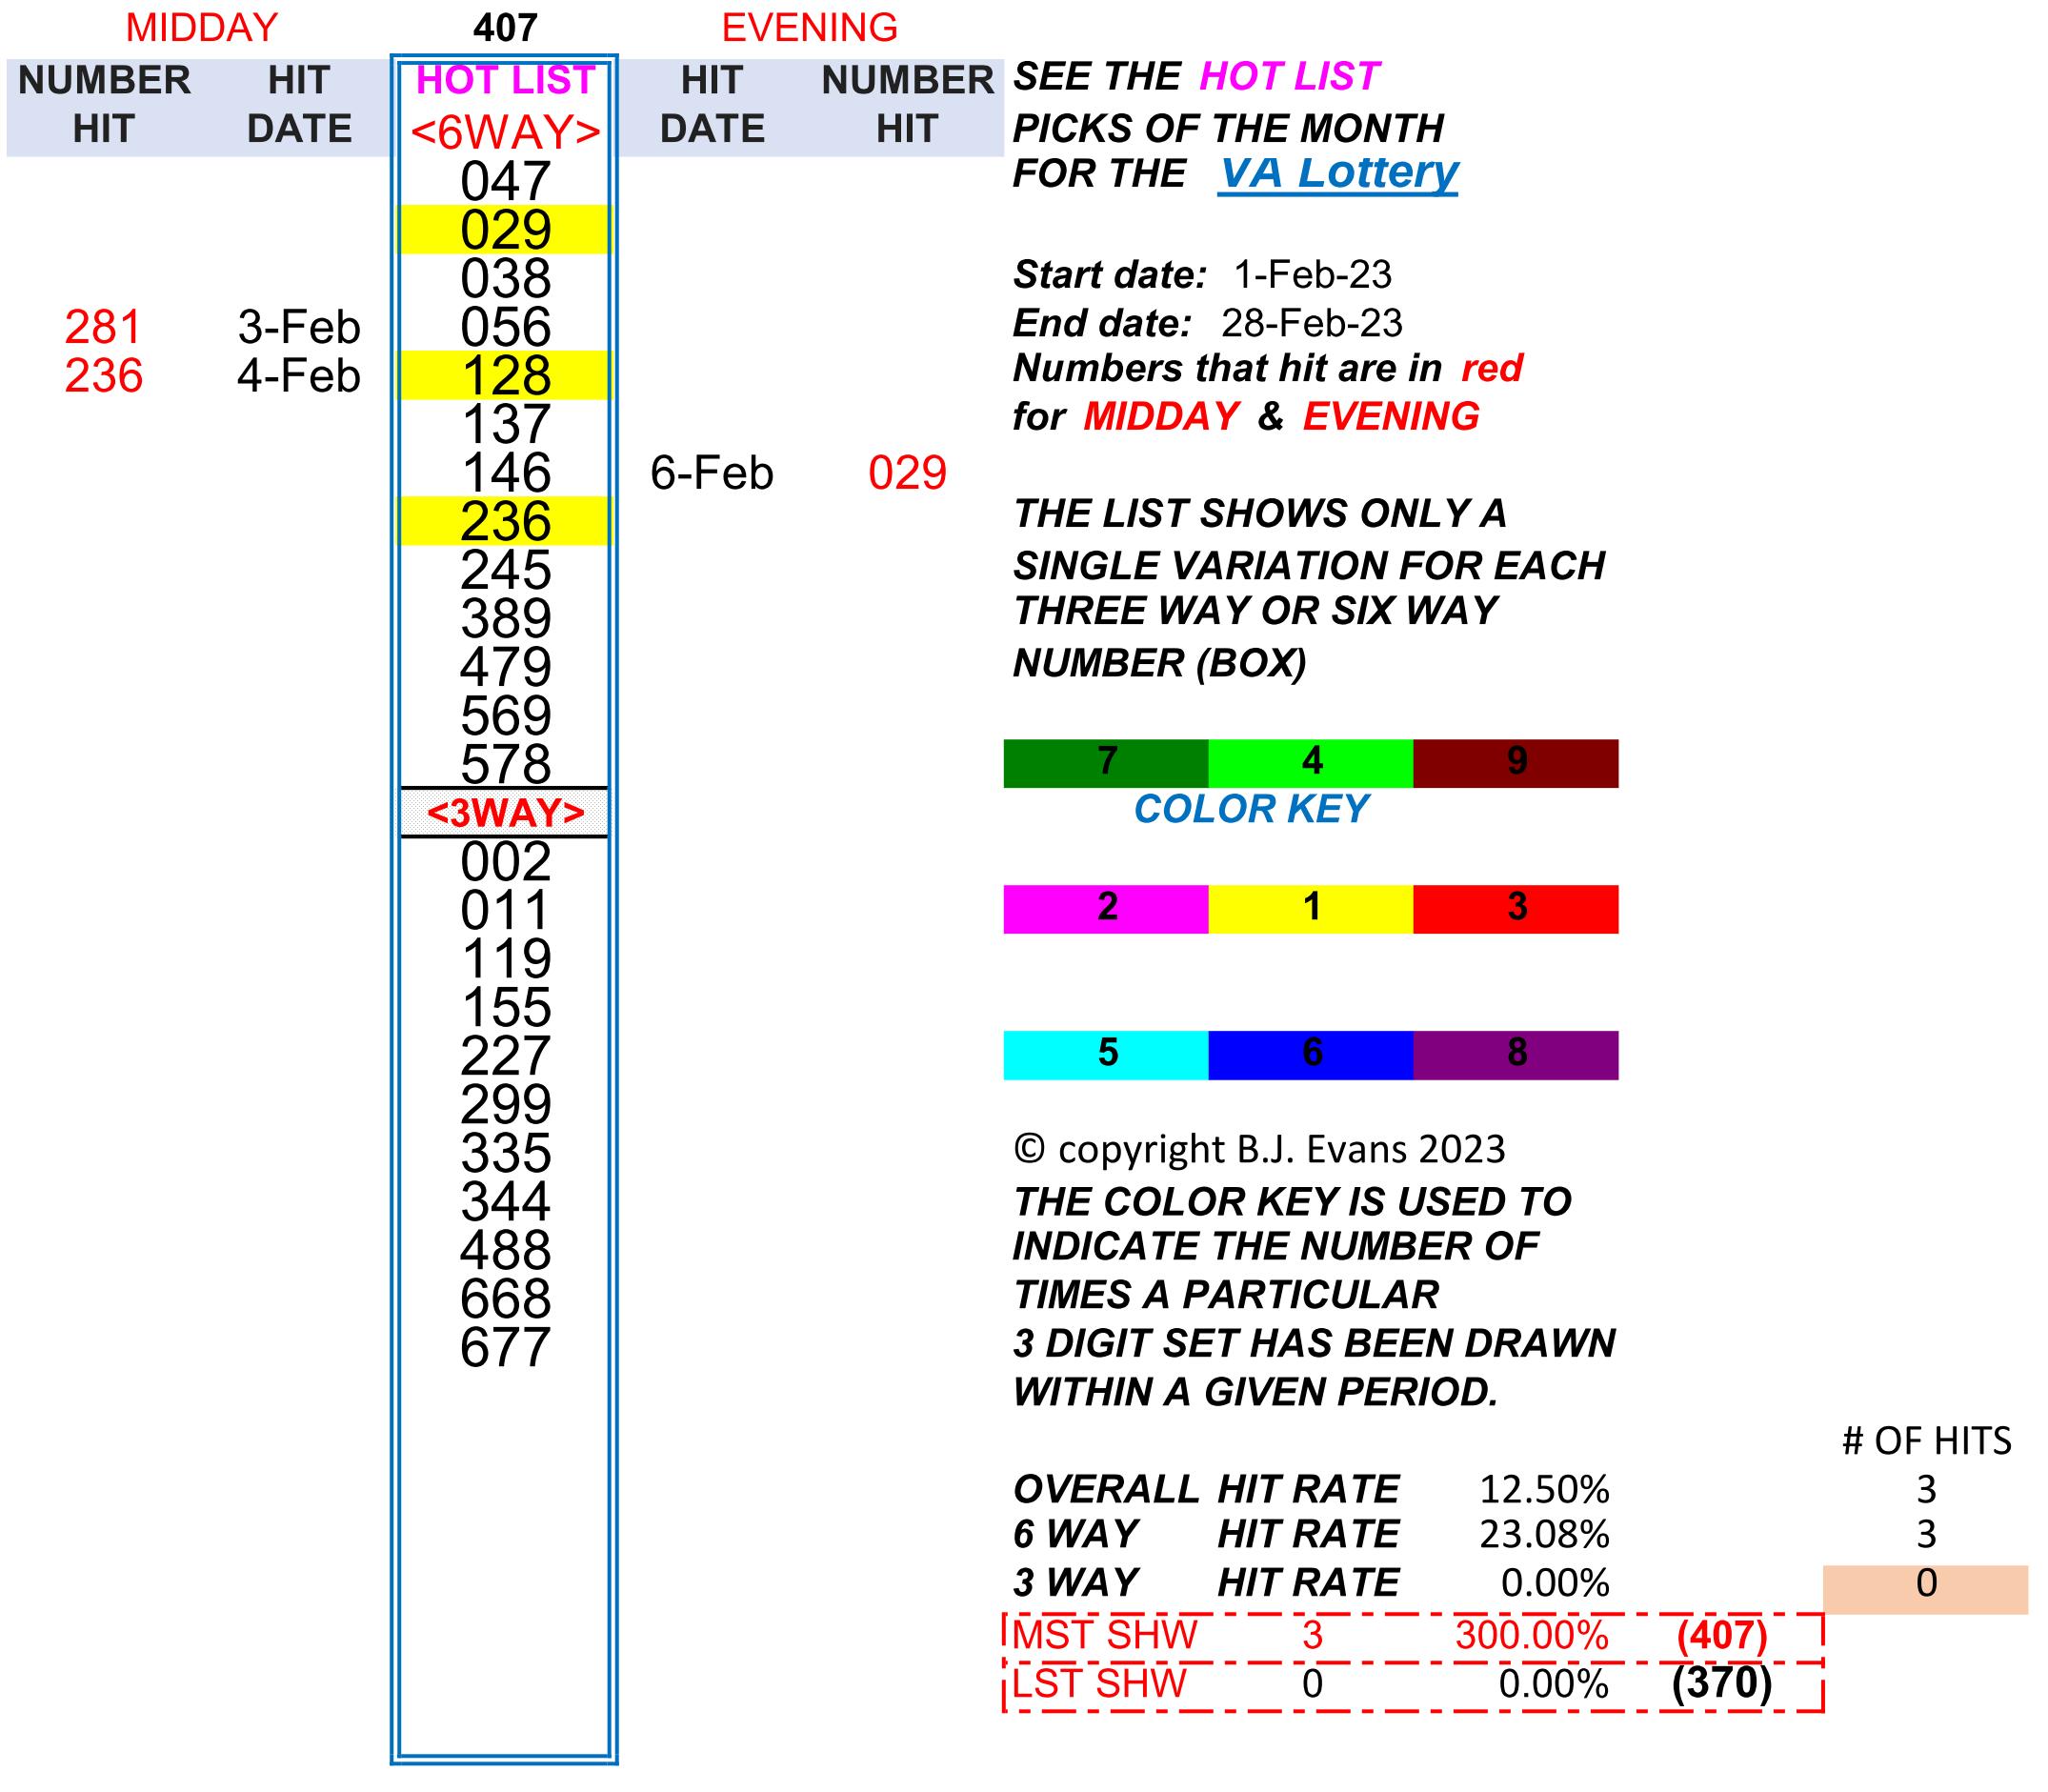 MIDDAY 407 EVENING
NUMBER HIT HOT LIST HIT NUMBER SEE THE HOT LIST
HIT DATE <6WAY> DATE HIT PICKS OF THE MONTH
047 FOR THE VA Lottery
029
038 Start date: 1-Feb-23
281 3-Feb 056 End date: 28-Feb-23
236 4-Feb 128 Numbers that hit are in red
137 for MIDDAY & EVENING
146 6-Feb 029
236 THE LIST SHOWS ONLY A
245 SINGLE VARIATION FOR EACH
389 THREE WAY OR SIX WAY
479 NUMBER (BOX)
569
578 7 4 9
<3WAY> COLOR KEY
002
011 2 1 3
119
155
227 5 6 8
299
335 © copyright B.J. Evans 2023
344 THE COLOR KEY IS USED TO
488 INDICATE THE NUMBER OF
668 TIMES A PARTICULAR
677 3 DIGIT SET HAS BEEN DRAWN
WITHIN A GIVEN PERIOD.
# OF HITS
OVERALL HIT RATE 12.50% 3
6 WAY HIT RATE 23.08% 3
3 WAY HIT RATE 0.00% 0
MST SHW 3 300.00% (407)
LST SHW 0 0.00% (370)